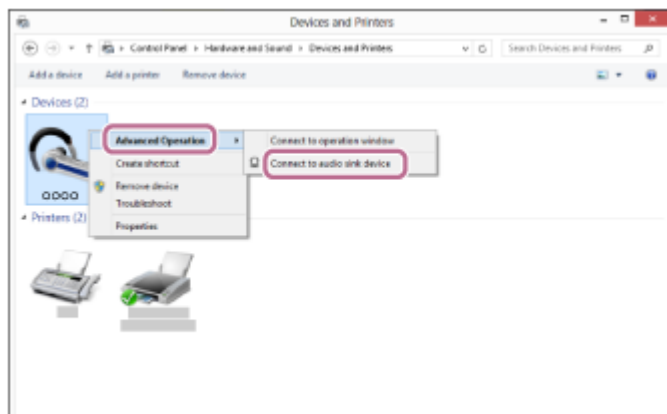 Devices and Printers
Control Panel ▸ Hardware and Sound ▸ Devices and Printers
Search Devices and Printers
Add a device Add a printer Remove device
Devices (2)
Advanced Operation
Connect to operation window
Create shortcut
Connect to audio sink device
Remove device
Troubleshoot
Properties
OOOO
Printers (2)